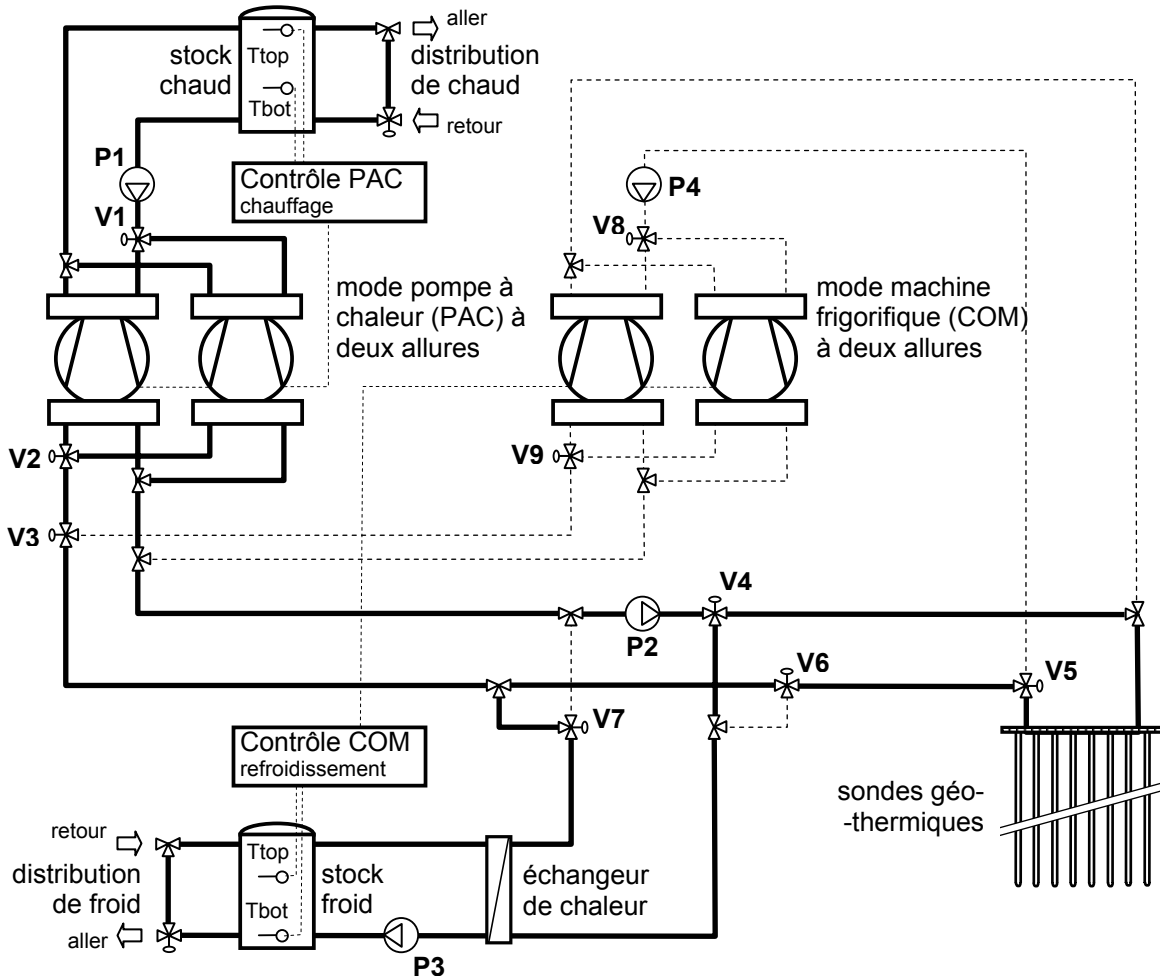 aller
stock
chaud
Ttop
Tbot
distribution
de chaud
retour
P1
V1
Contrôle PAC
chauffage
P4
V8
mode pompe à
chaleur (PAC) à
deux allures
mode machine
frigorifique (COM)
à deux allures
V2
V9
V3
V4
P2
V6
V5
V7
Contrôle COM
refroidissement
sondes géo-
-thermiques
retour
distribution
de froid
aller
Ttop
Tbot
stock
froid
échangeur
de chaleur
P3